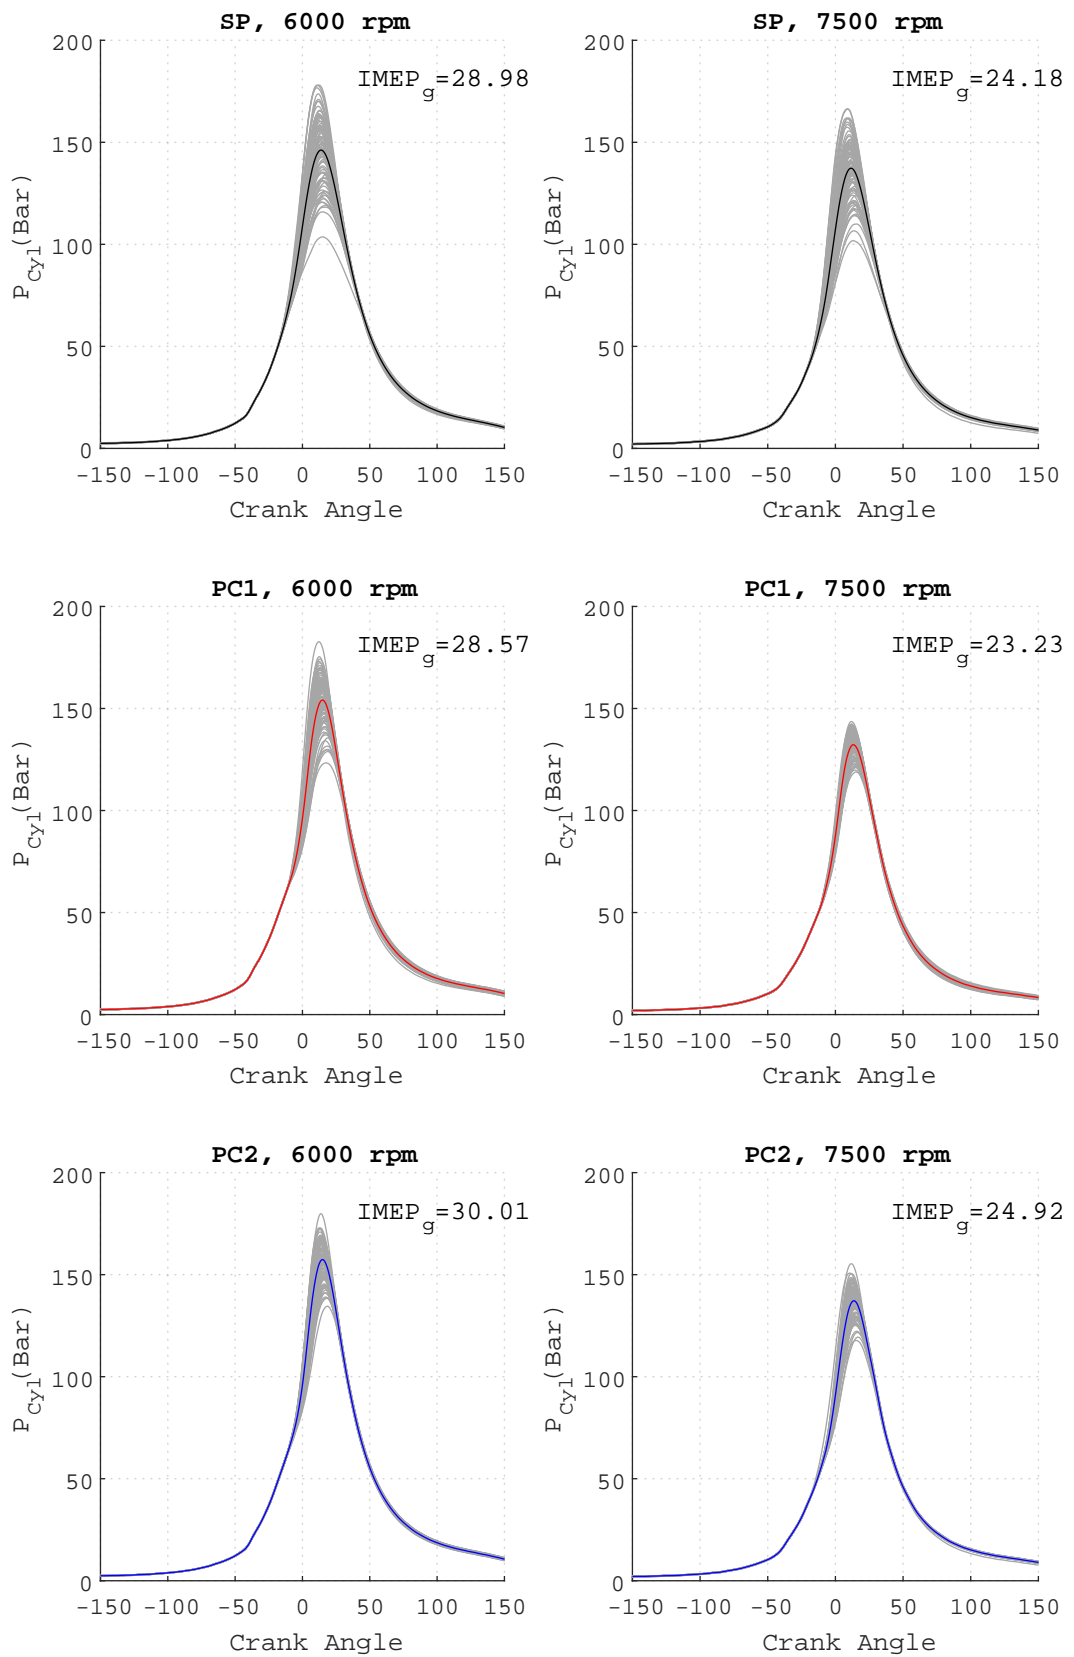 SP, 6000 rpm
200
150
100
50
0
P_Cyl(Bar)
IMEP_g=28.98
-150 -100 -50 0 50 100 150
Crank Angle
SP, 7500 rpm
200
150
100
50
0
P_Cyl(Bar)
IMEP_g=24.18
-150 -100 -50 0 50 100 150
Crank Angle
PC1, 6000 rpm
200
150
100
50
0
P_Cyl(Bar)
IMEP_g=28.57
-150 -100 -50 0 50 100 150
Crank Angle
PC1, 7500 rpm
200
150
100
50
0
P_Cyl(Bar)
IMEP_g=23.23
-150 -100 -50 0 50 100 150
Crank Angle
PC2, 6000 rpm
200
150
100
50
0
P_Cyl(Bar)
IMEP_g=30.01
-150 -100 -50 0 50 100 150
Crank Angle
PC2, 7500 rpm
200
150
100
50
0
P_Cyl(Bar)
IMEP_g=24.92
-150 -100 -50 0 50 100 150
Crank Angle